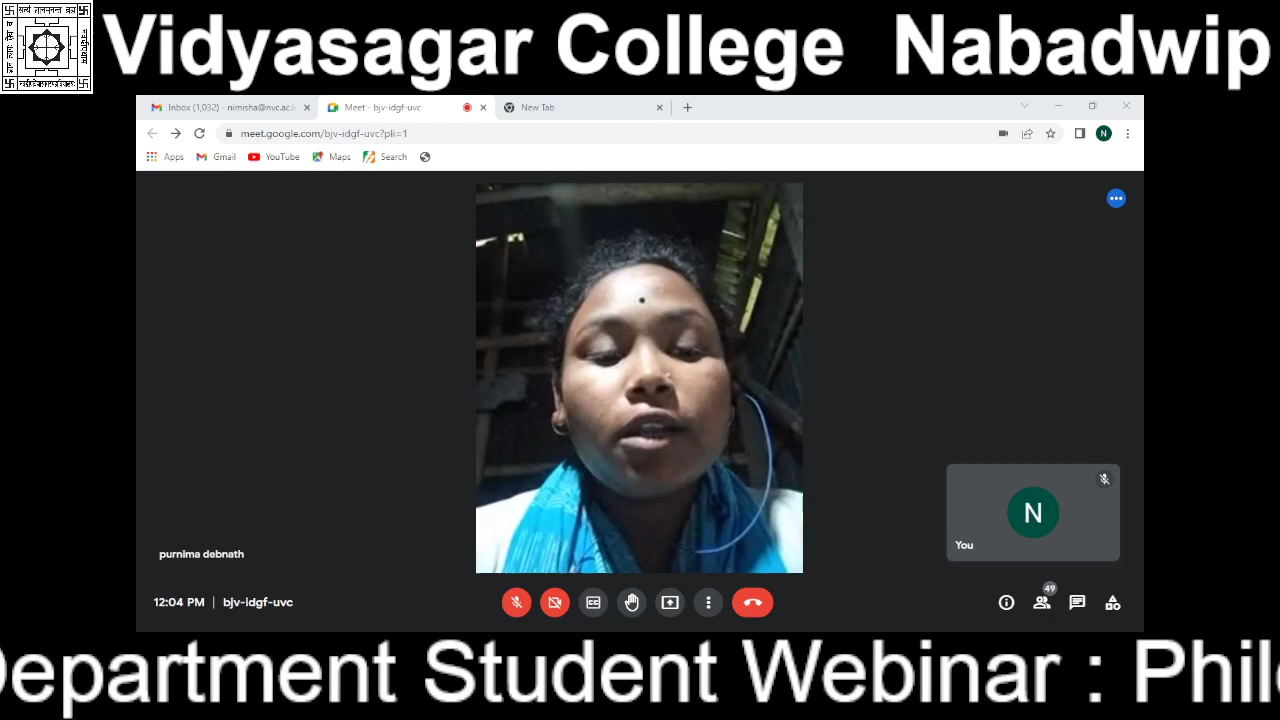 Vidyasagar College Nabadwip
Inbox (1,032) - nimisha@nvc.ac.i
Meet - bjv-idgf-uvc
New Tab
meet.google.com/bjv-idgf-uvc?pli=1
N
Apps
Gmail
YouTube
Maps
Search
N
You
purnima debnath
12:04 PM | bjv-idgf-uvc
CC
49
Department Student Webinar : Phil